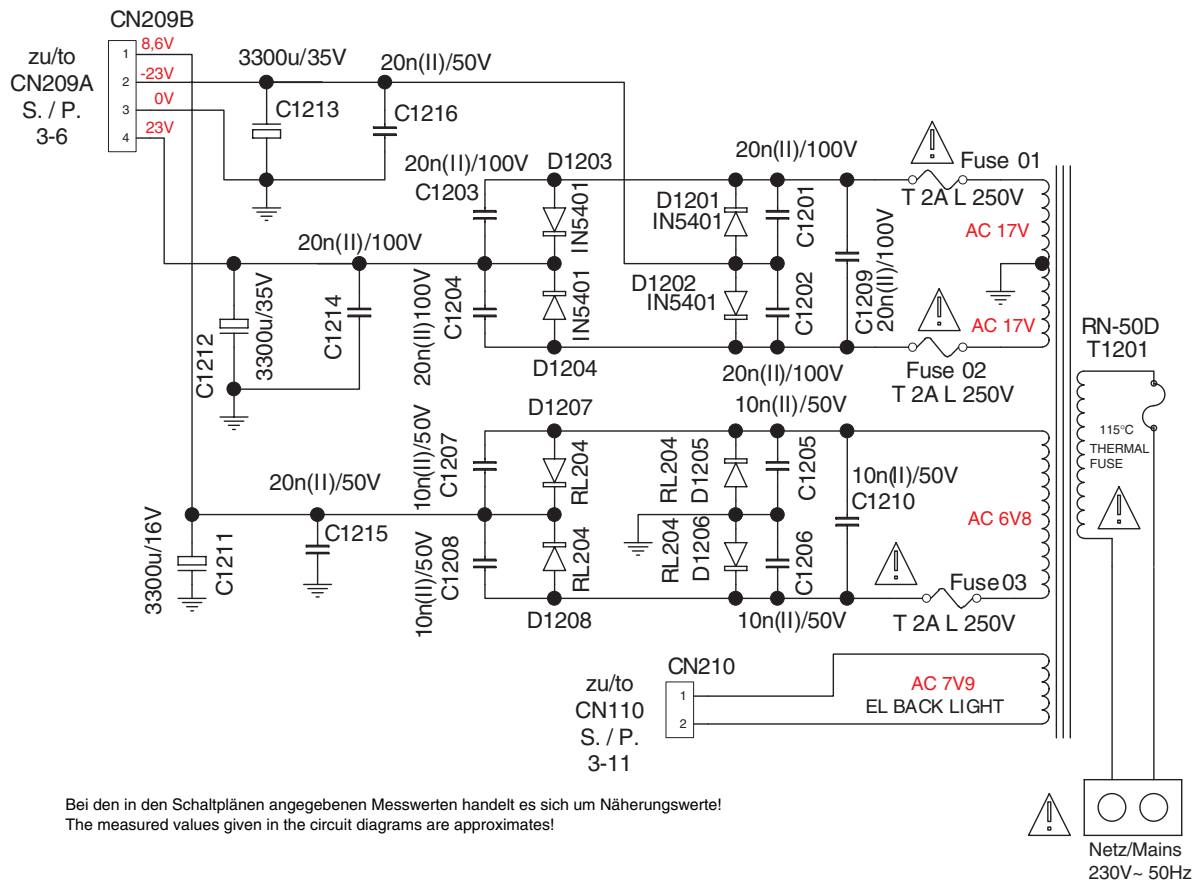 CN209B
zu/to
CN209A
S. / P.
3-6
1
2
3
4
8,6V
-23V
0V
23V
3300u/35V
C1213
20n(II)/50V
C1216
20n(II)/100V
C1203
D1203
IN5401
20n(II)/100V
D1201
IN5401
C1201
Fuse 01
T 2A L 250V
AC 17V
20n(II)/100V
C1212
3300u/35V
C1214
20n(II)100V
C1204
IN5401
D1204
D1202
IN5401
C1202
C1209
20n(II)/100V
20n(II)/100V
AC 17V
Fuse 02
T 2A L 250V
RN-50D
T1201
115°C
THERMAL
FUSE
D1207
10n(II)/50V
C1207
RL204
RL204
D1205
10n(II)/50V
C1205
10n(II)/50V
C1210
AC 6V8
20n(II)/50V
3300u/16V
C1211
C1215
10n(II)/50V
C1208
RL204
D1208
RL204
D1206
C1206
10n(II)/50V
Fuse 03
T 2A L 250V
zu/to
CN110
S. / P.
3-11
CN210
1
2
AC 7V9
EL BACK LIGHT
Bei den in den Schaltplänen angegebenen Messwerten handelt es sich um Näherungswerte!
The measured values given in the circuit diagrams are approximates!
Netz/Mains
230V~ 50Hz